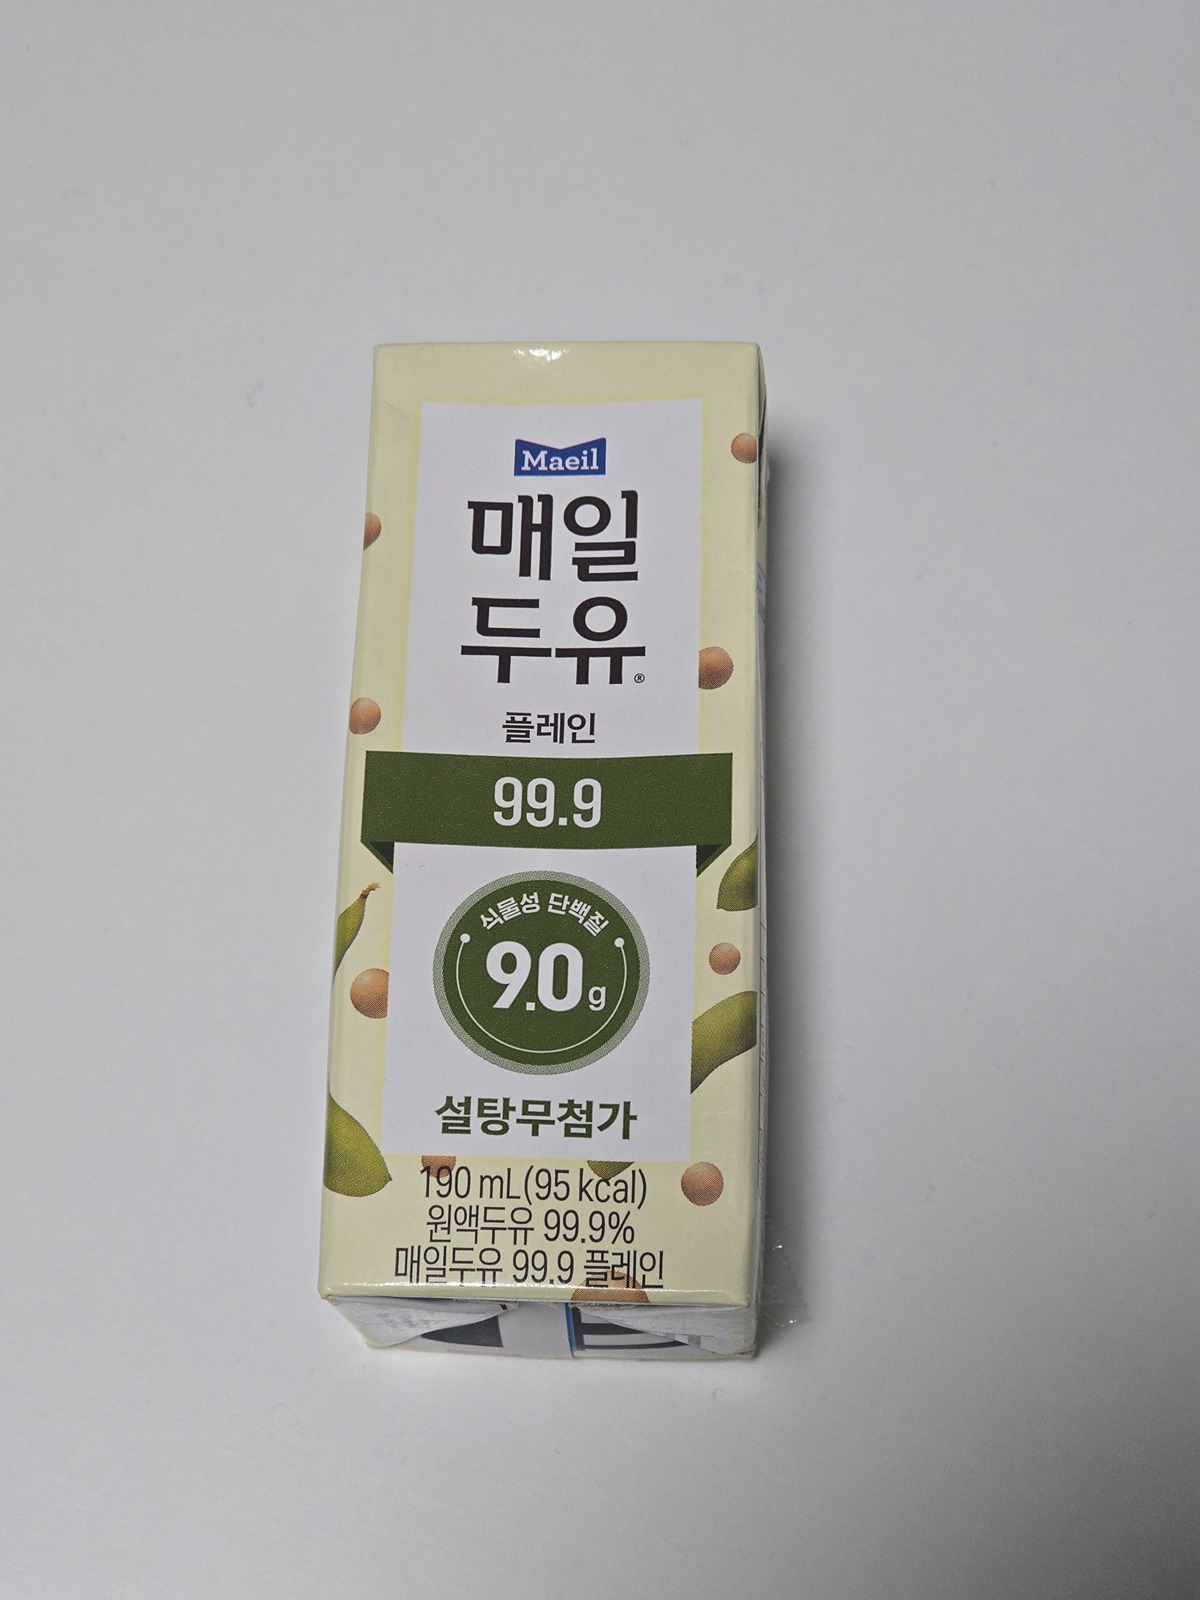 Maeil
매일
두유®
플레인
99.9
식물성 단백질
9.0 g
설탕무첨가
190 mL(95 kcal)
원액두유 99.9%
매일두유 99.9 플레인